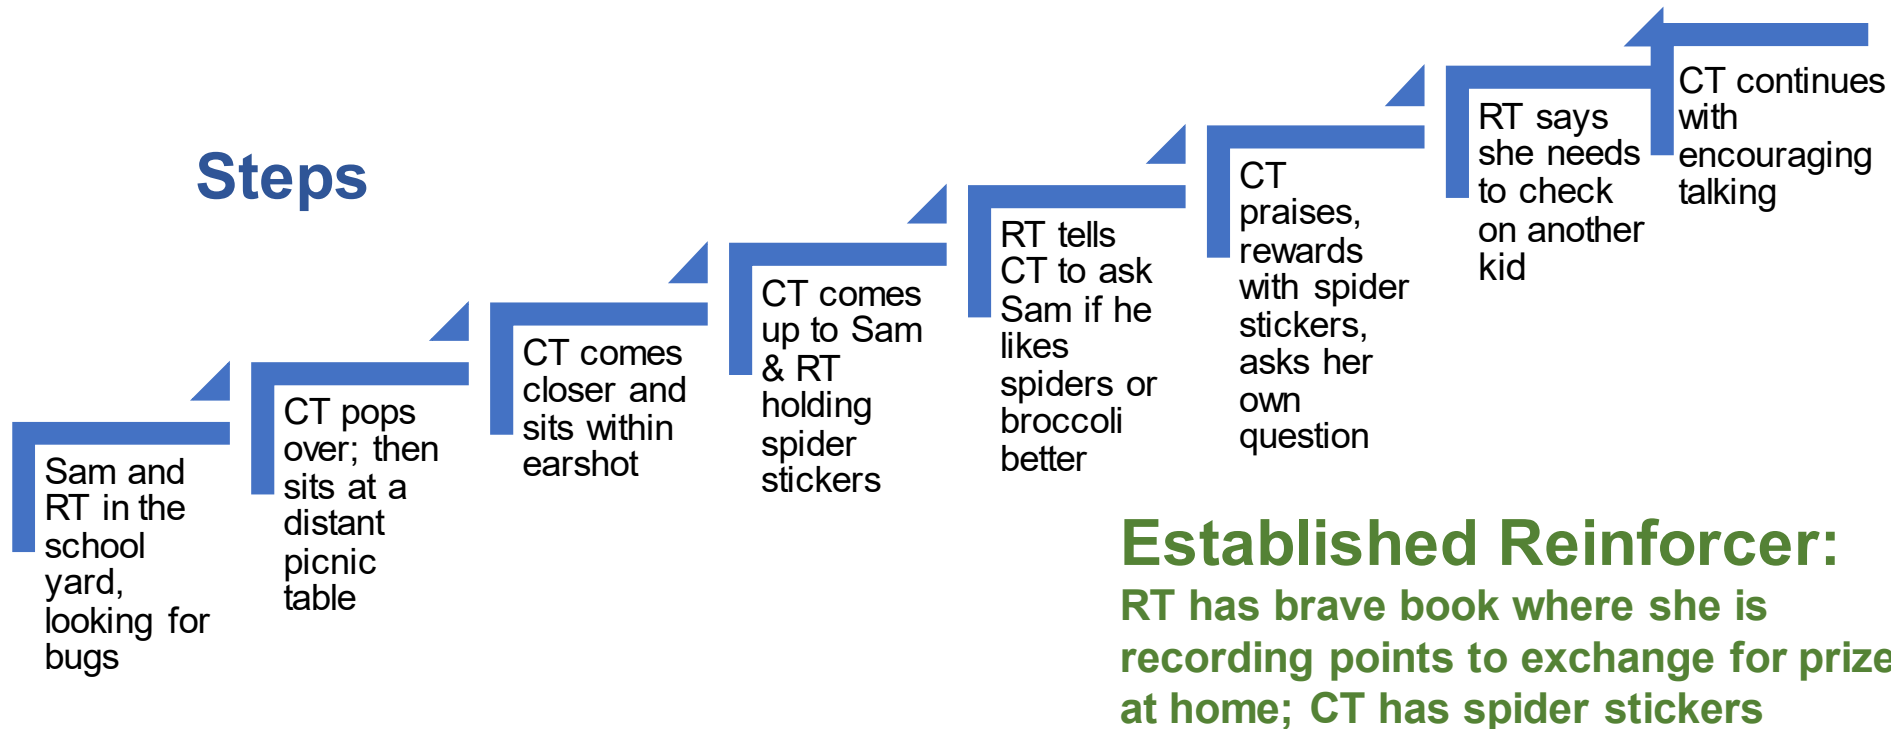 Steps
Sam and
RT in the
school
yard,
looking for
bugs
CT pops
over; then
sits at a
distant
picnic
table
CT comes
closer and
sits within
earshot
CT comes
up to Sam
& RT
holding
spider
stickers
RT tells
CT to ask
Sam if he
likes
spiders or
broccoli
better
CT
praises,
rewards
with spider
stickers,
asks her
own
question
RT says
she needs
to check
on another
kid
CT continues
with
encouraging
talking
Established Reinforcer:
RT has brave book where she is
recording points to exchange for prize
at home; CT has spider stickers